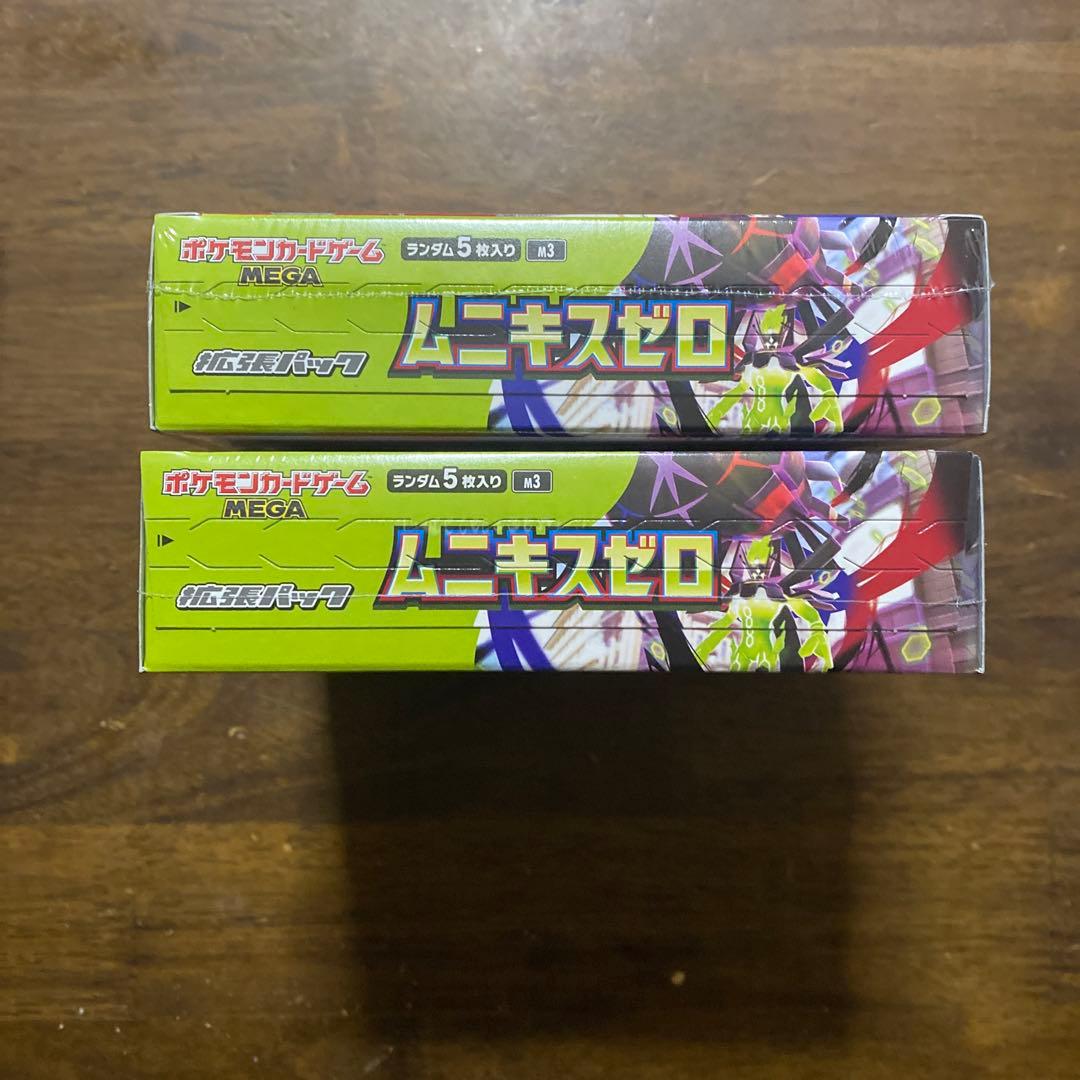 ポケモンカードゲーム
MEGA
ランダム5枚入り
M3
拡張パック
ムニキスゼロ
ポケモンカードゲーム
MEGA
ランダム5枚入り
M3
拡張パック
ムニキスゼロ